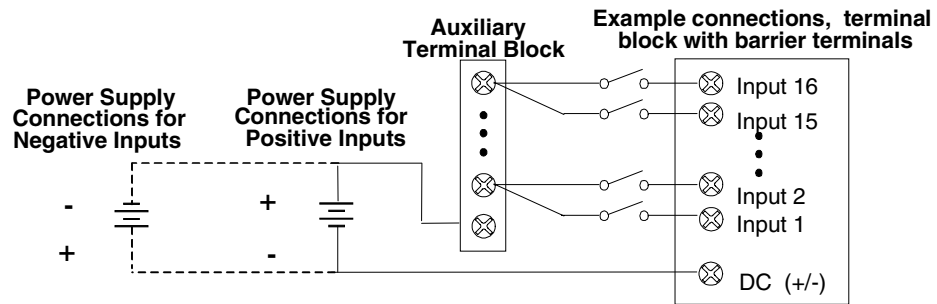 Auxiliary
Terminal Block
Example connections, terminal
block with barrier terminals
Power Supply
Connections for
Negative Inputs
Power Supply
Connections for
Positive Inputs
Input 16
Input 15
Input 2
Input 1
DC (+/-)
-
+
+
-